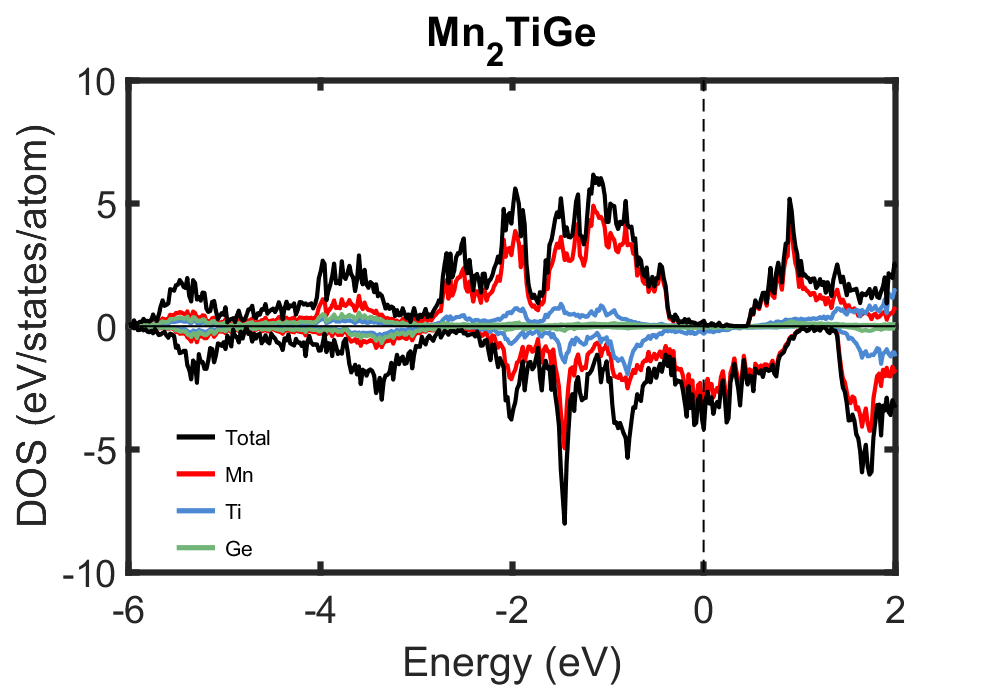 Mn2TiGe
10
5
0
-5
-10
DOS (eV/states/atom)
Total
Mn
Ti
Ge
-6 -4 -2 0 2
Energy (eV)